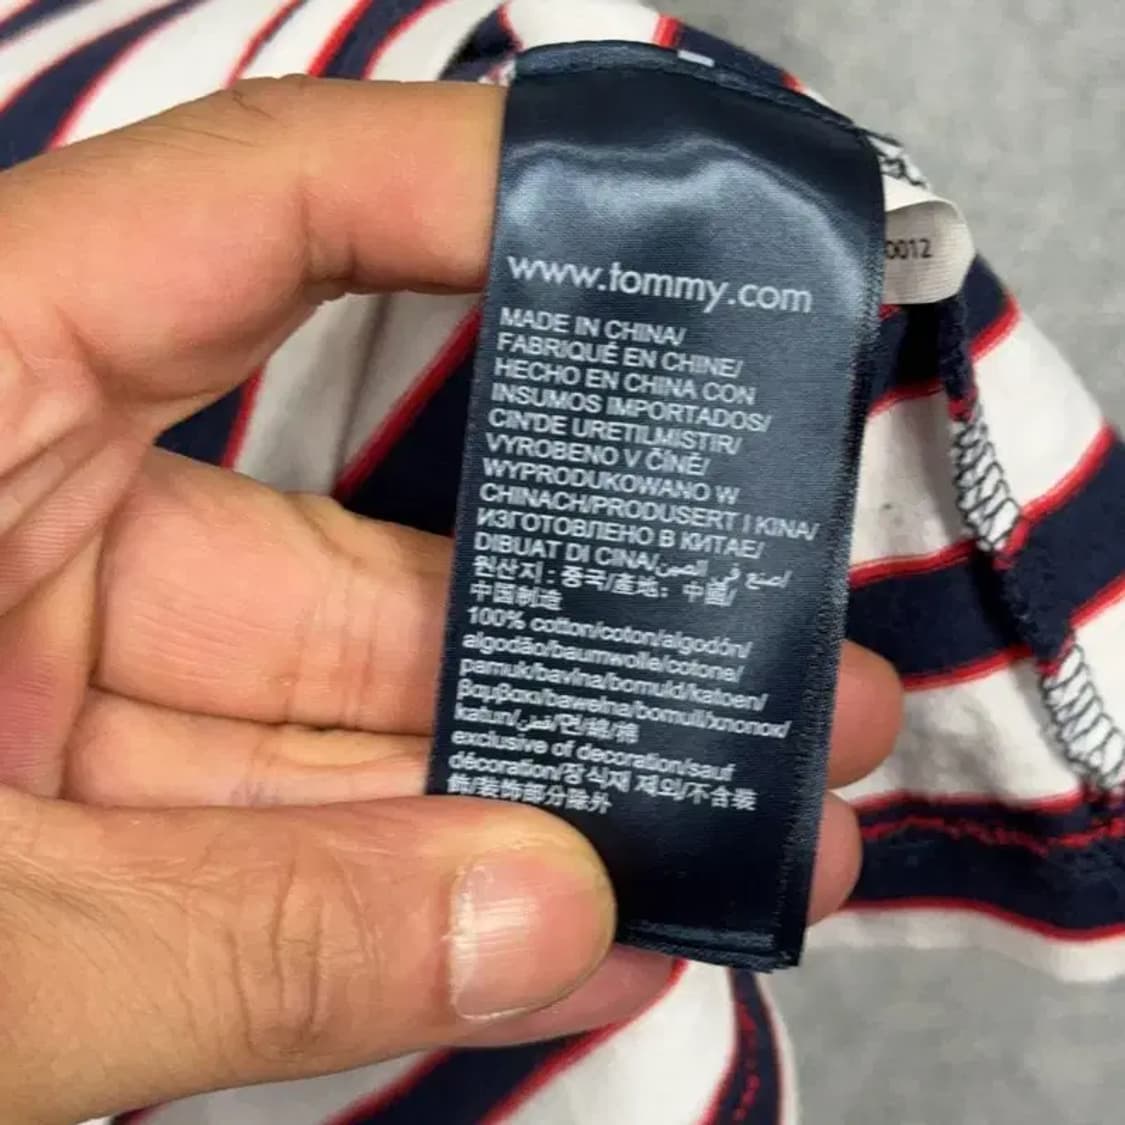 www.tommy.com
0012
MADE IN CHINA/
FABRIQUÉ EN CHINE/
HECHO EN CHINA CON
INSUMOS IMPORTADOS/
CIN'DE URETILMISTIR/
VYROBENO V ČÍNĚ/
WYPRODUKOWANO W
CHINACH/PRODUSERT I KINA/
ИЗГОТОВЛЕНО В КИТАЕ/
DIBUAT DI CINA/صنع في الصين/
원산지: 중국/產地: 中國/
中国制造
100% cotton/coton/algodón/
algodão/baumwolle/cotone/
pamuk/bavlna/bomuld/katoen/
βαμβακι/bawełna/bomull/хлопок/
katun/قطن/면/綿/棉
exclusive of decoration/sauf
décoration/장식재 제외/不含裝
飾/装饰部分除外